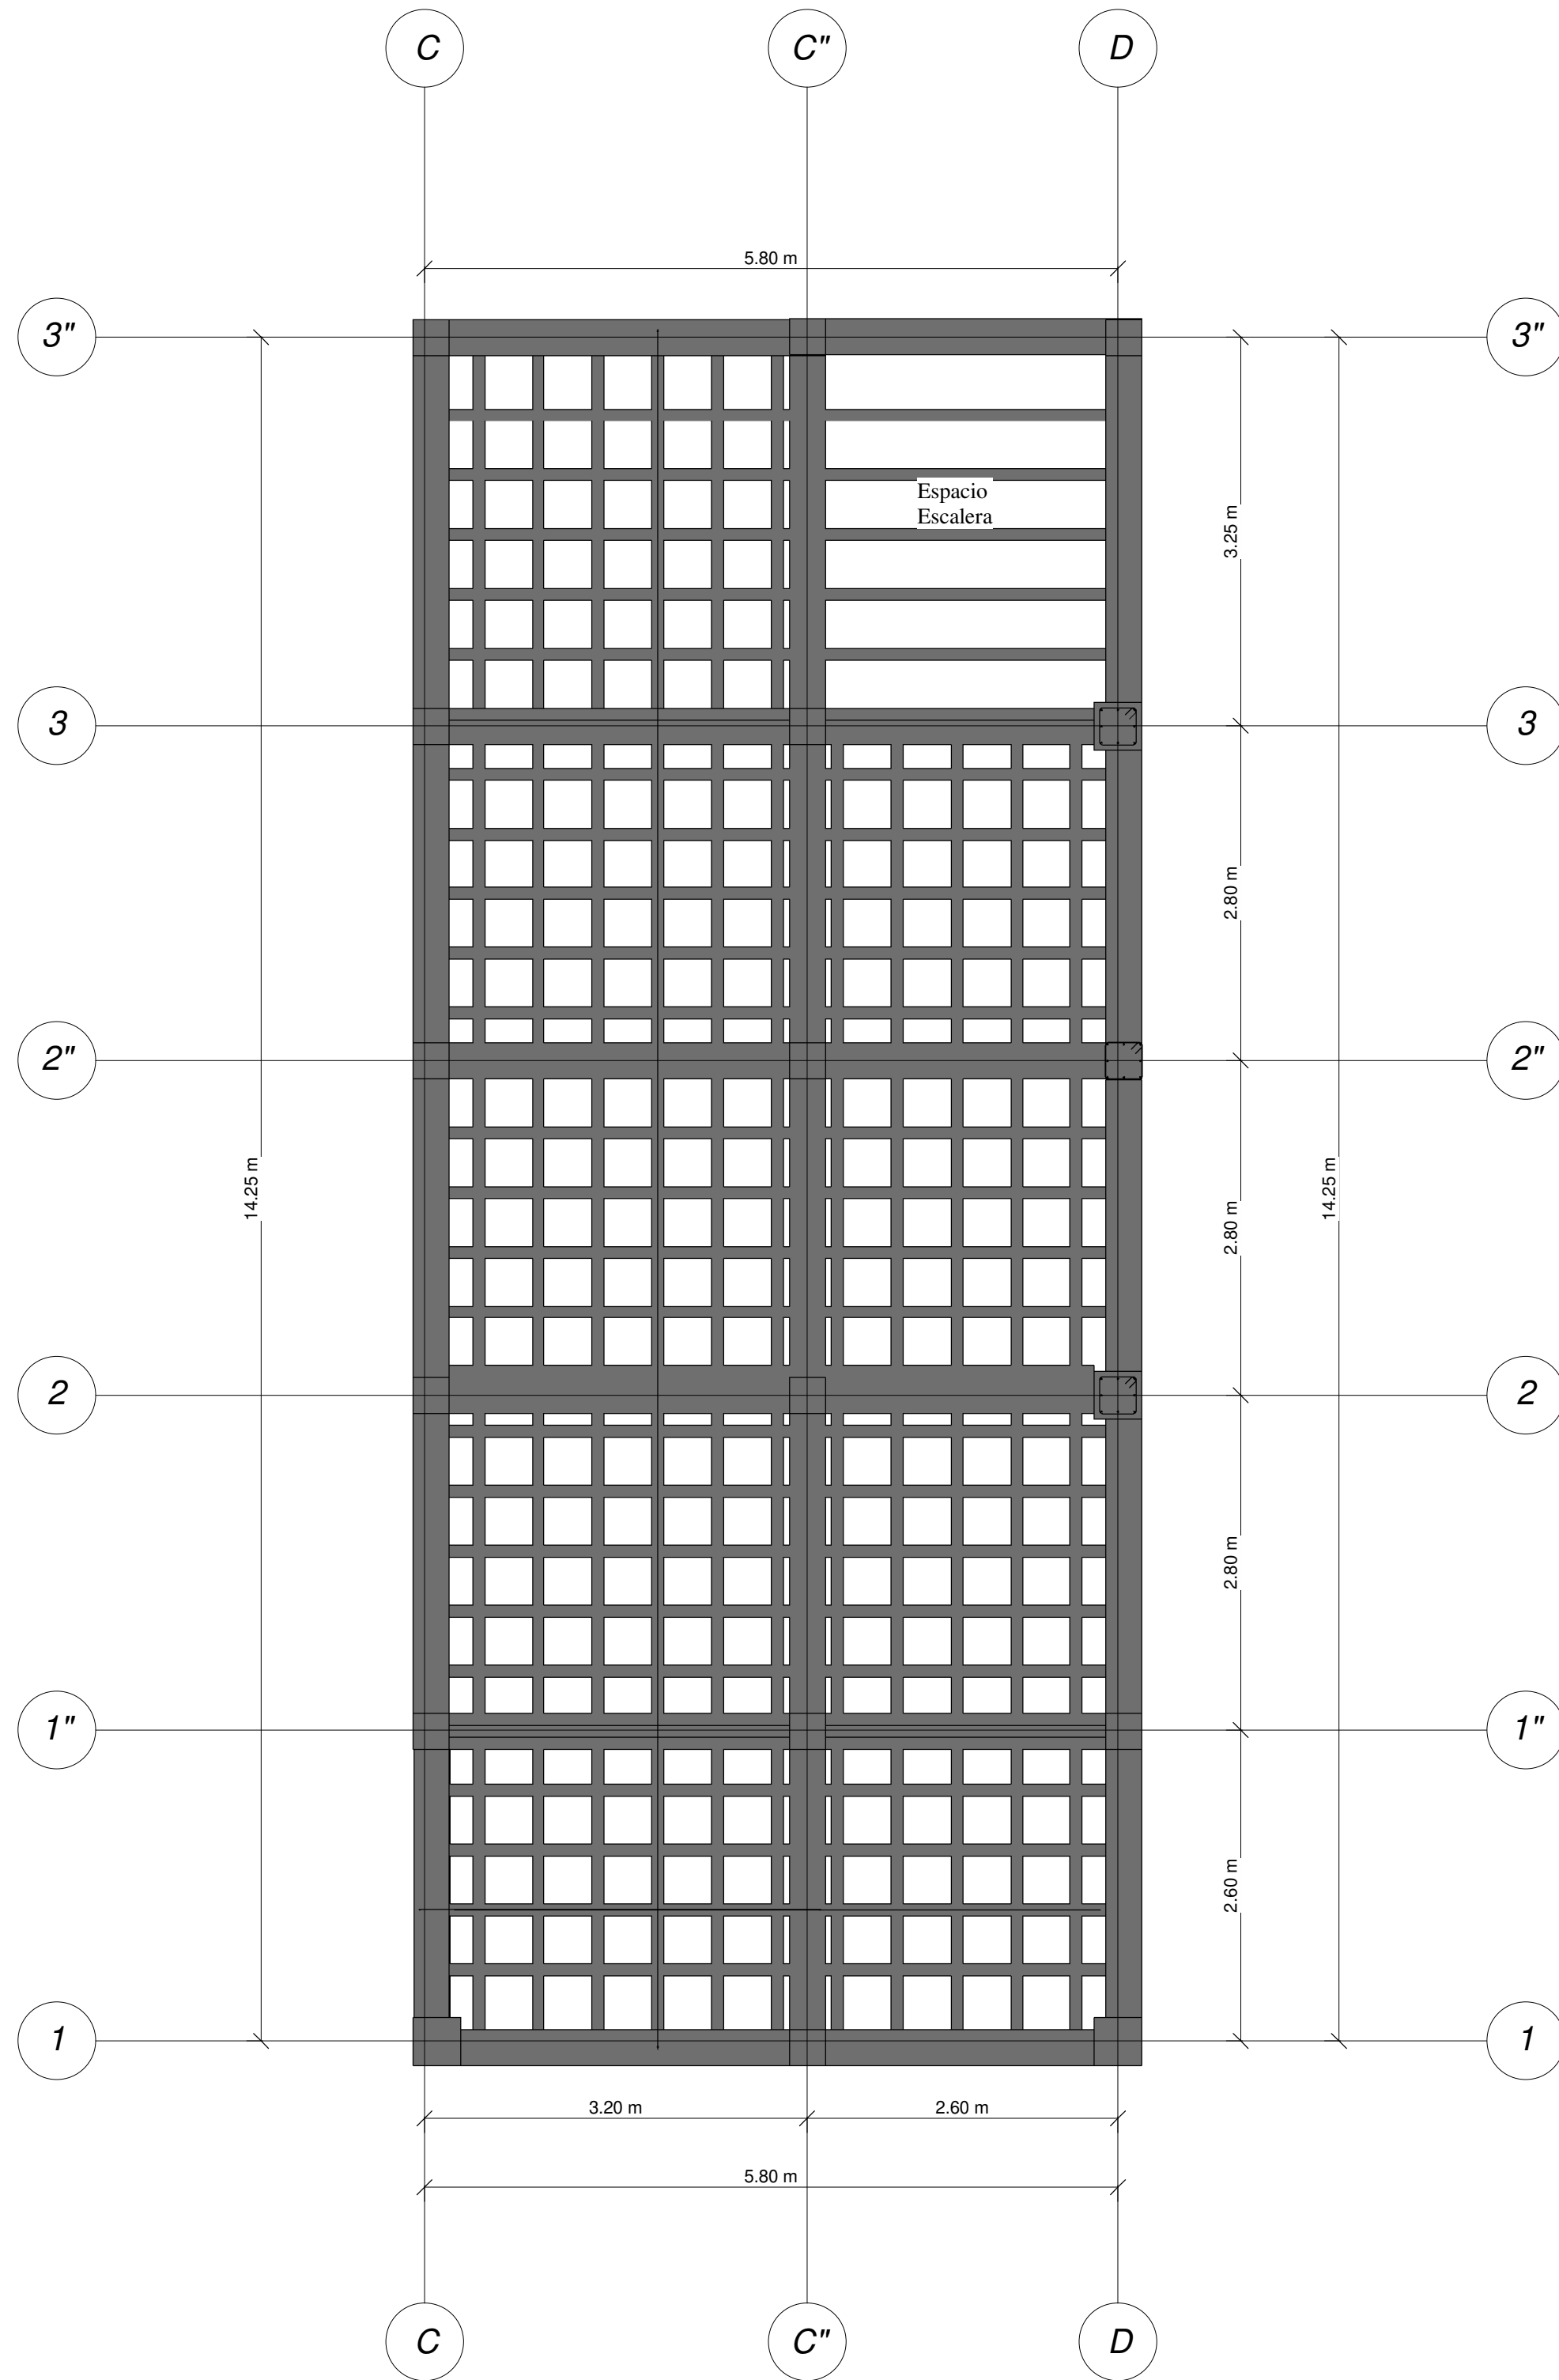 C C" D
5.80 m
3" 3"
3.25 m
Espacio
Escalera
3 3
2.80 m
2" 2"
14.25 m 14.25 m
2.80 m
2 2
2.80 m
1" 1"
2.60 m
1 1
3.20 m 2.60 m
5.80 m
C C" D